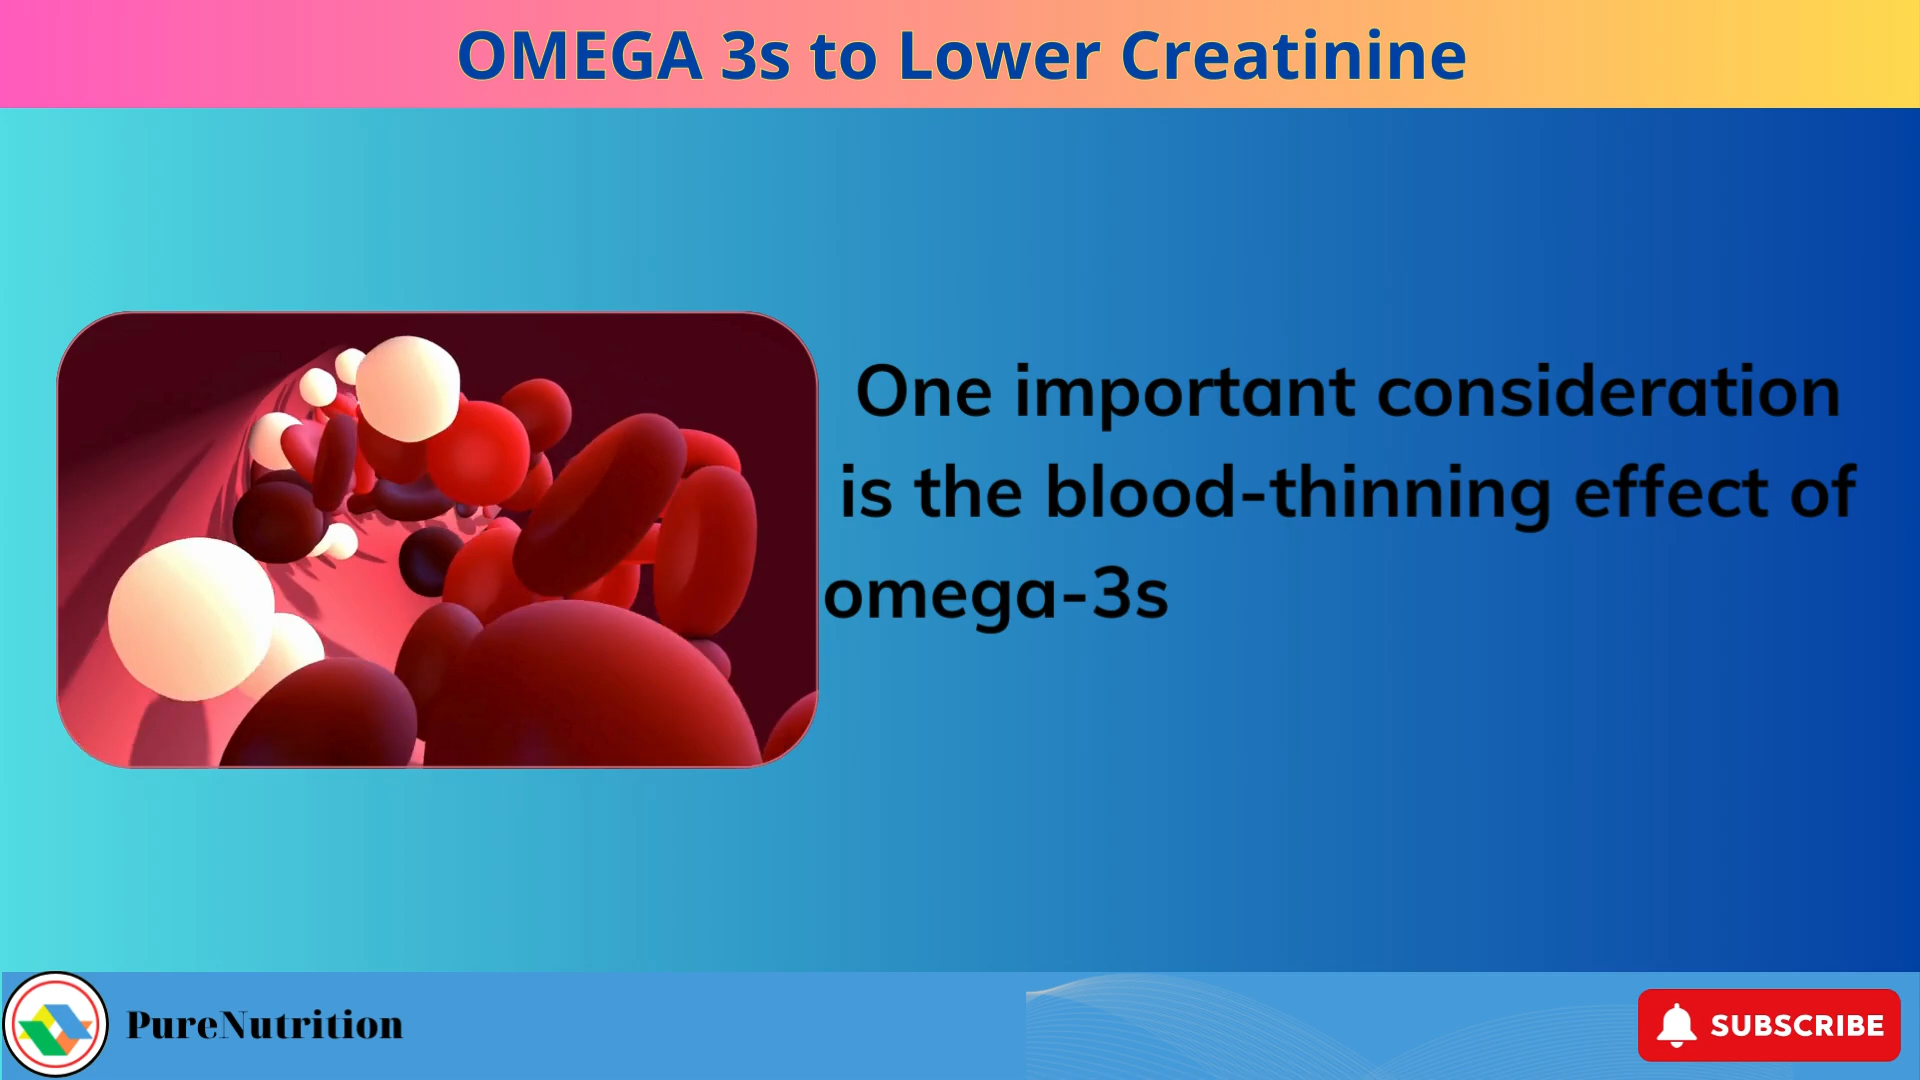 OMEGA 3s to Lower Creatinine
One important consideration
is the blood-thinning effect of
omega-3s
PureNutrition
SUBSCRIBE